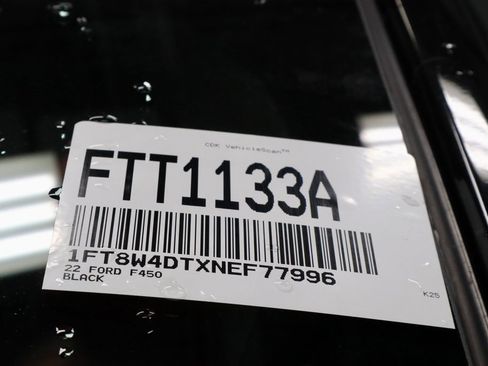 CDK VehicleScan™
FTT1133A
1FT8W4DTXNEF77996
22 FORD F450
BLACK
K25